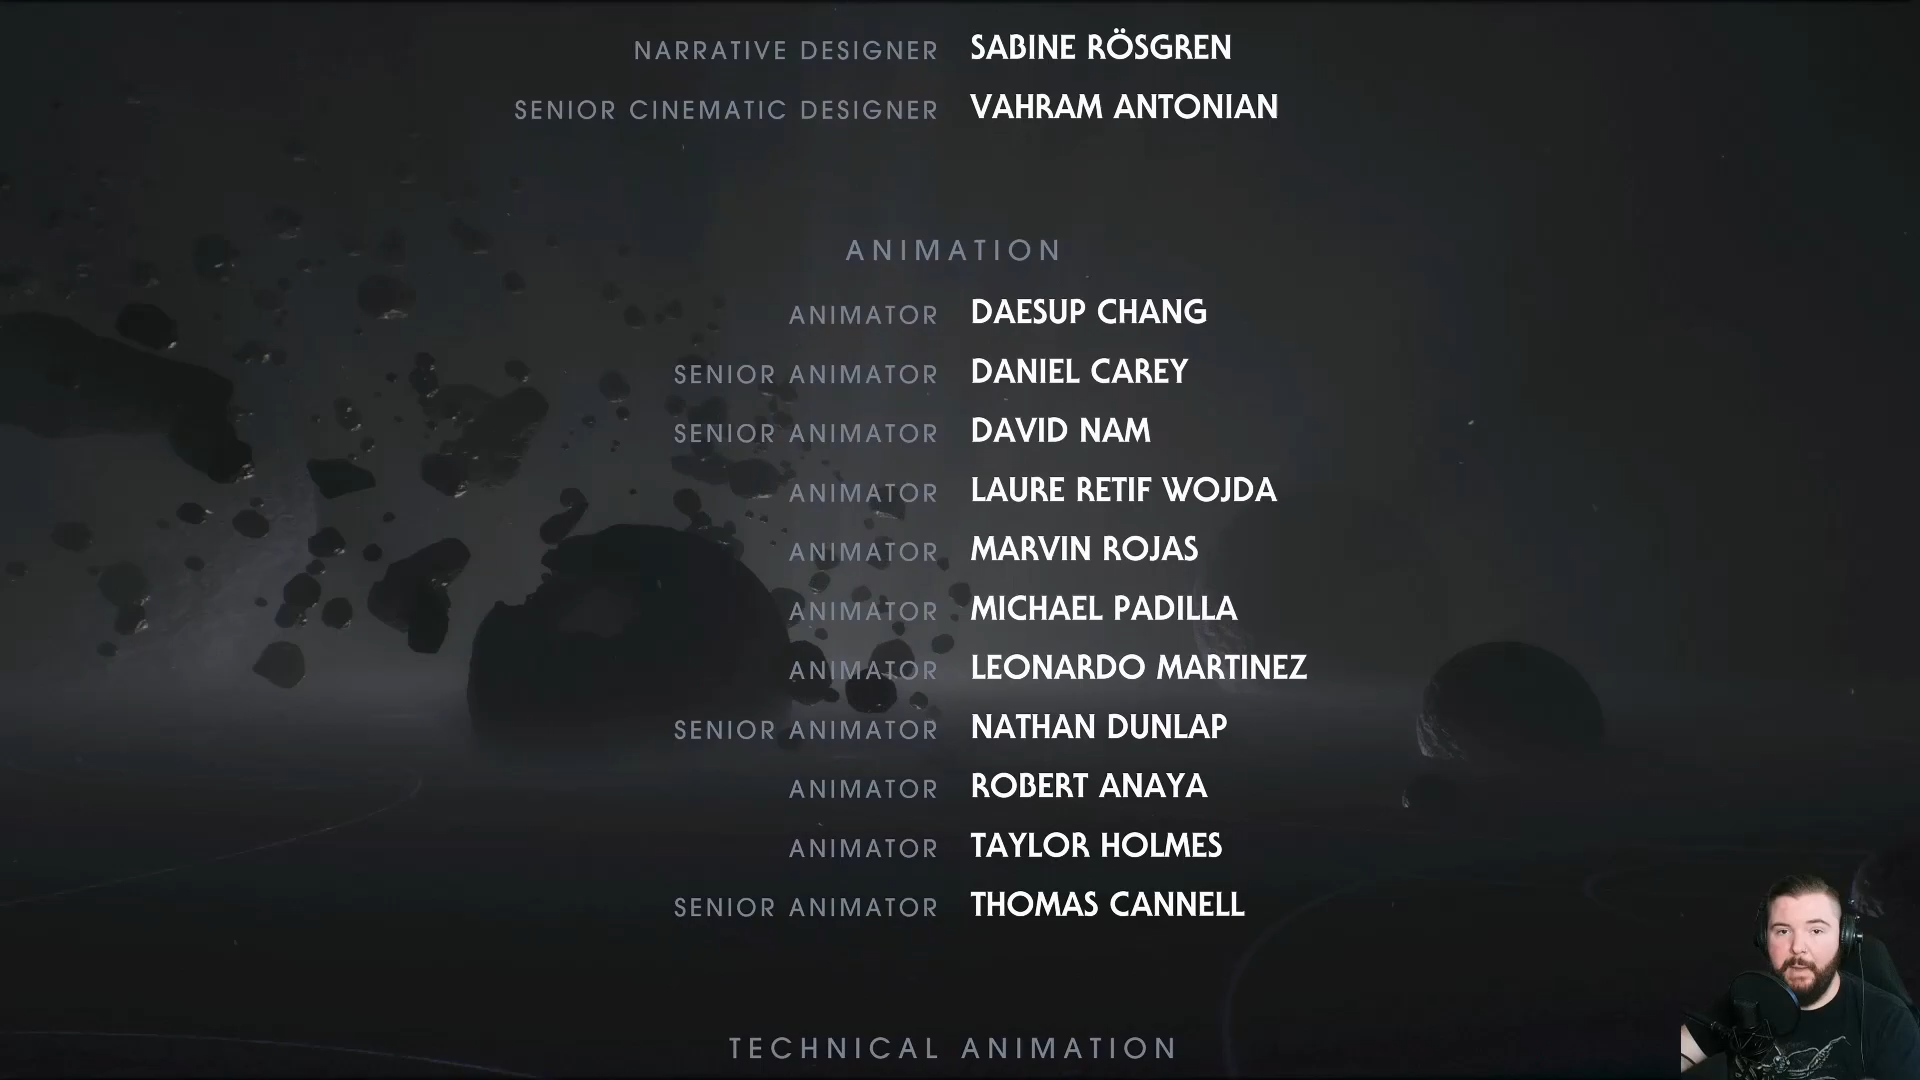 NARRATIVE DESIGNER SABINE RÖSGREN
SENIOR CINEMATIC DESIGNER VAHRAM ANTONIAN
ANIMATION
ANIMATOR DAESUP CHANG
SENIOR ANIMATOR DANIEL CAREY
SENIOR ANIMATOR DAVID NAM
ANIMATOR LAURE RETIF WOJDA
ANIMATOR MARVIN ROJAS
ANIMATOR MICHAEL PADILLA
ANIMATOR LEONARDO MARTINEZ
SENIOR ANIMATOR NATHAN DUNLAP
ANIMATOR ROBERT ANAYA
ANIMATOR TAYLOR HOLMES
SENIOR ANIMATOR THOMAS CANNELL
TECHNICAL ANIMATION